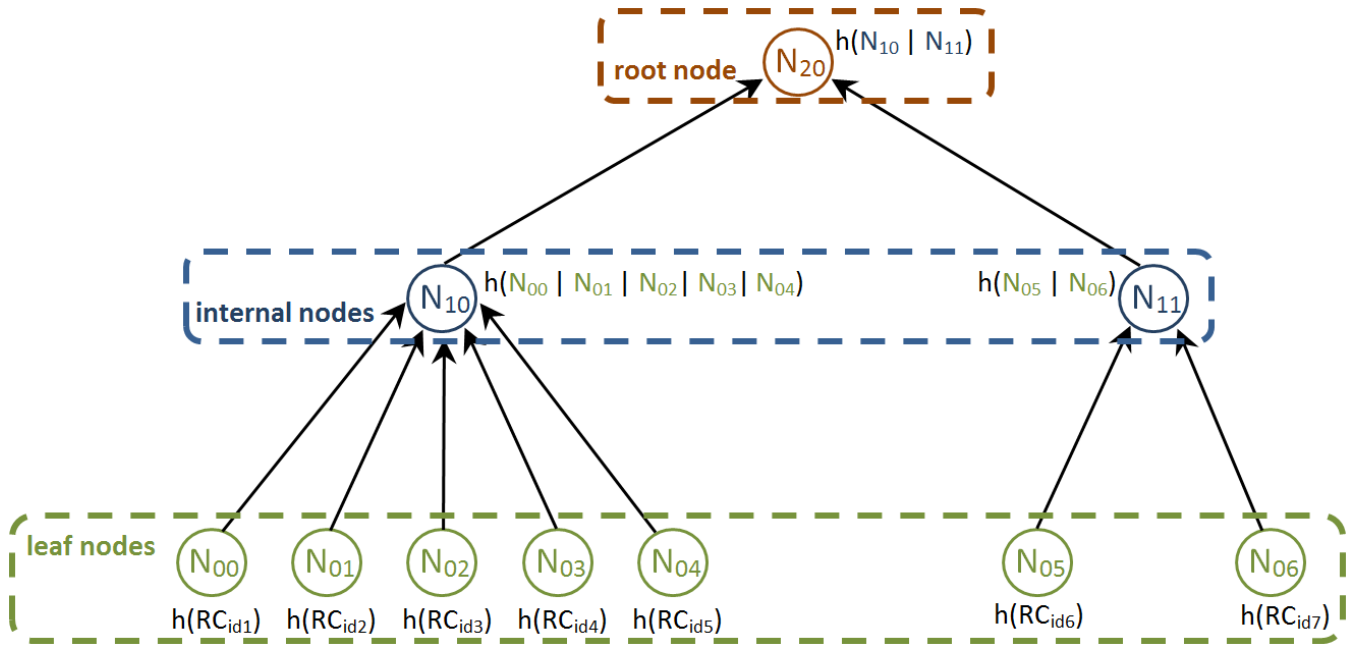 root node
N20
h(N10 | N11)
internal nodes
N10
h(N00 | N01 | N02 | N03 | N04)
h(N05 | N06)
N11
leaf nodes
N00
N01
N02
N03
N04
N05
N06
h(RCid1)
h(RCid2)
h(RCid3)
h(RCid4)
h(RCid5)
h(RCid6)
h(RCid7)